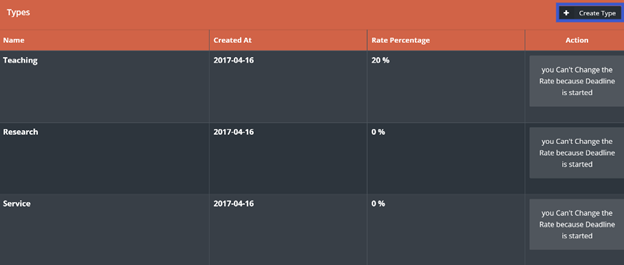 Types
+ Create Type
Name Created At Rate Percentage Action
Teaching 2017-04-16 20 %
you Can't Change the
Rate because Deadline
is started
Research 2017-04-16 0 %
you Can't Change the
Rate because Deadline
is started
Service 2017-04-16 0 %
you Can't Change the
Rate because Deadline
is started